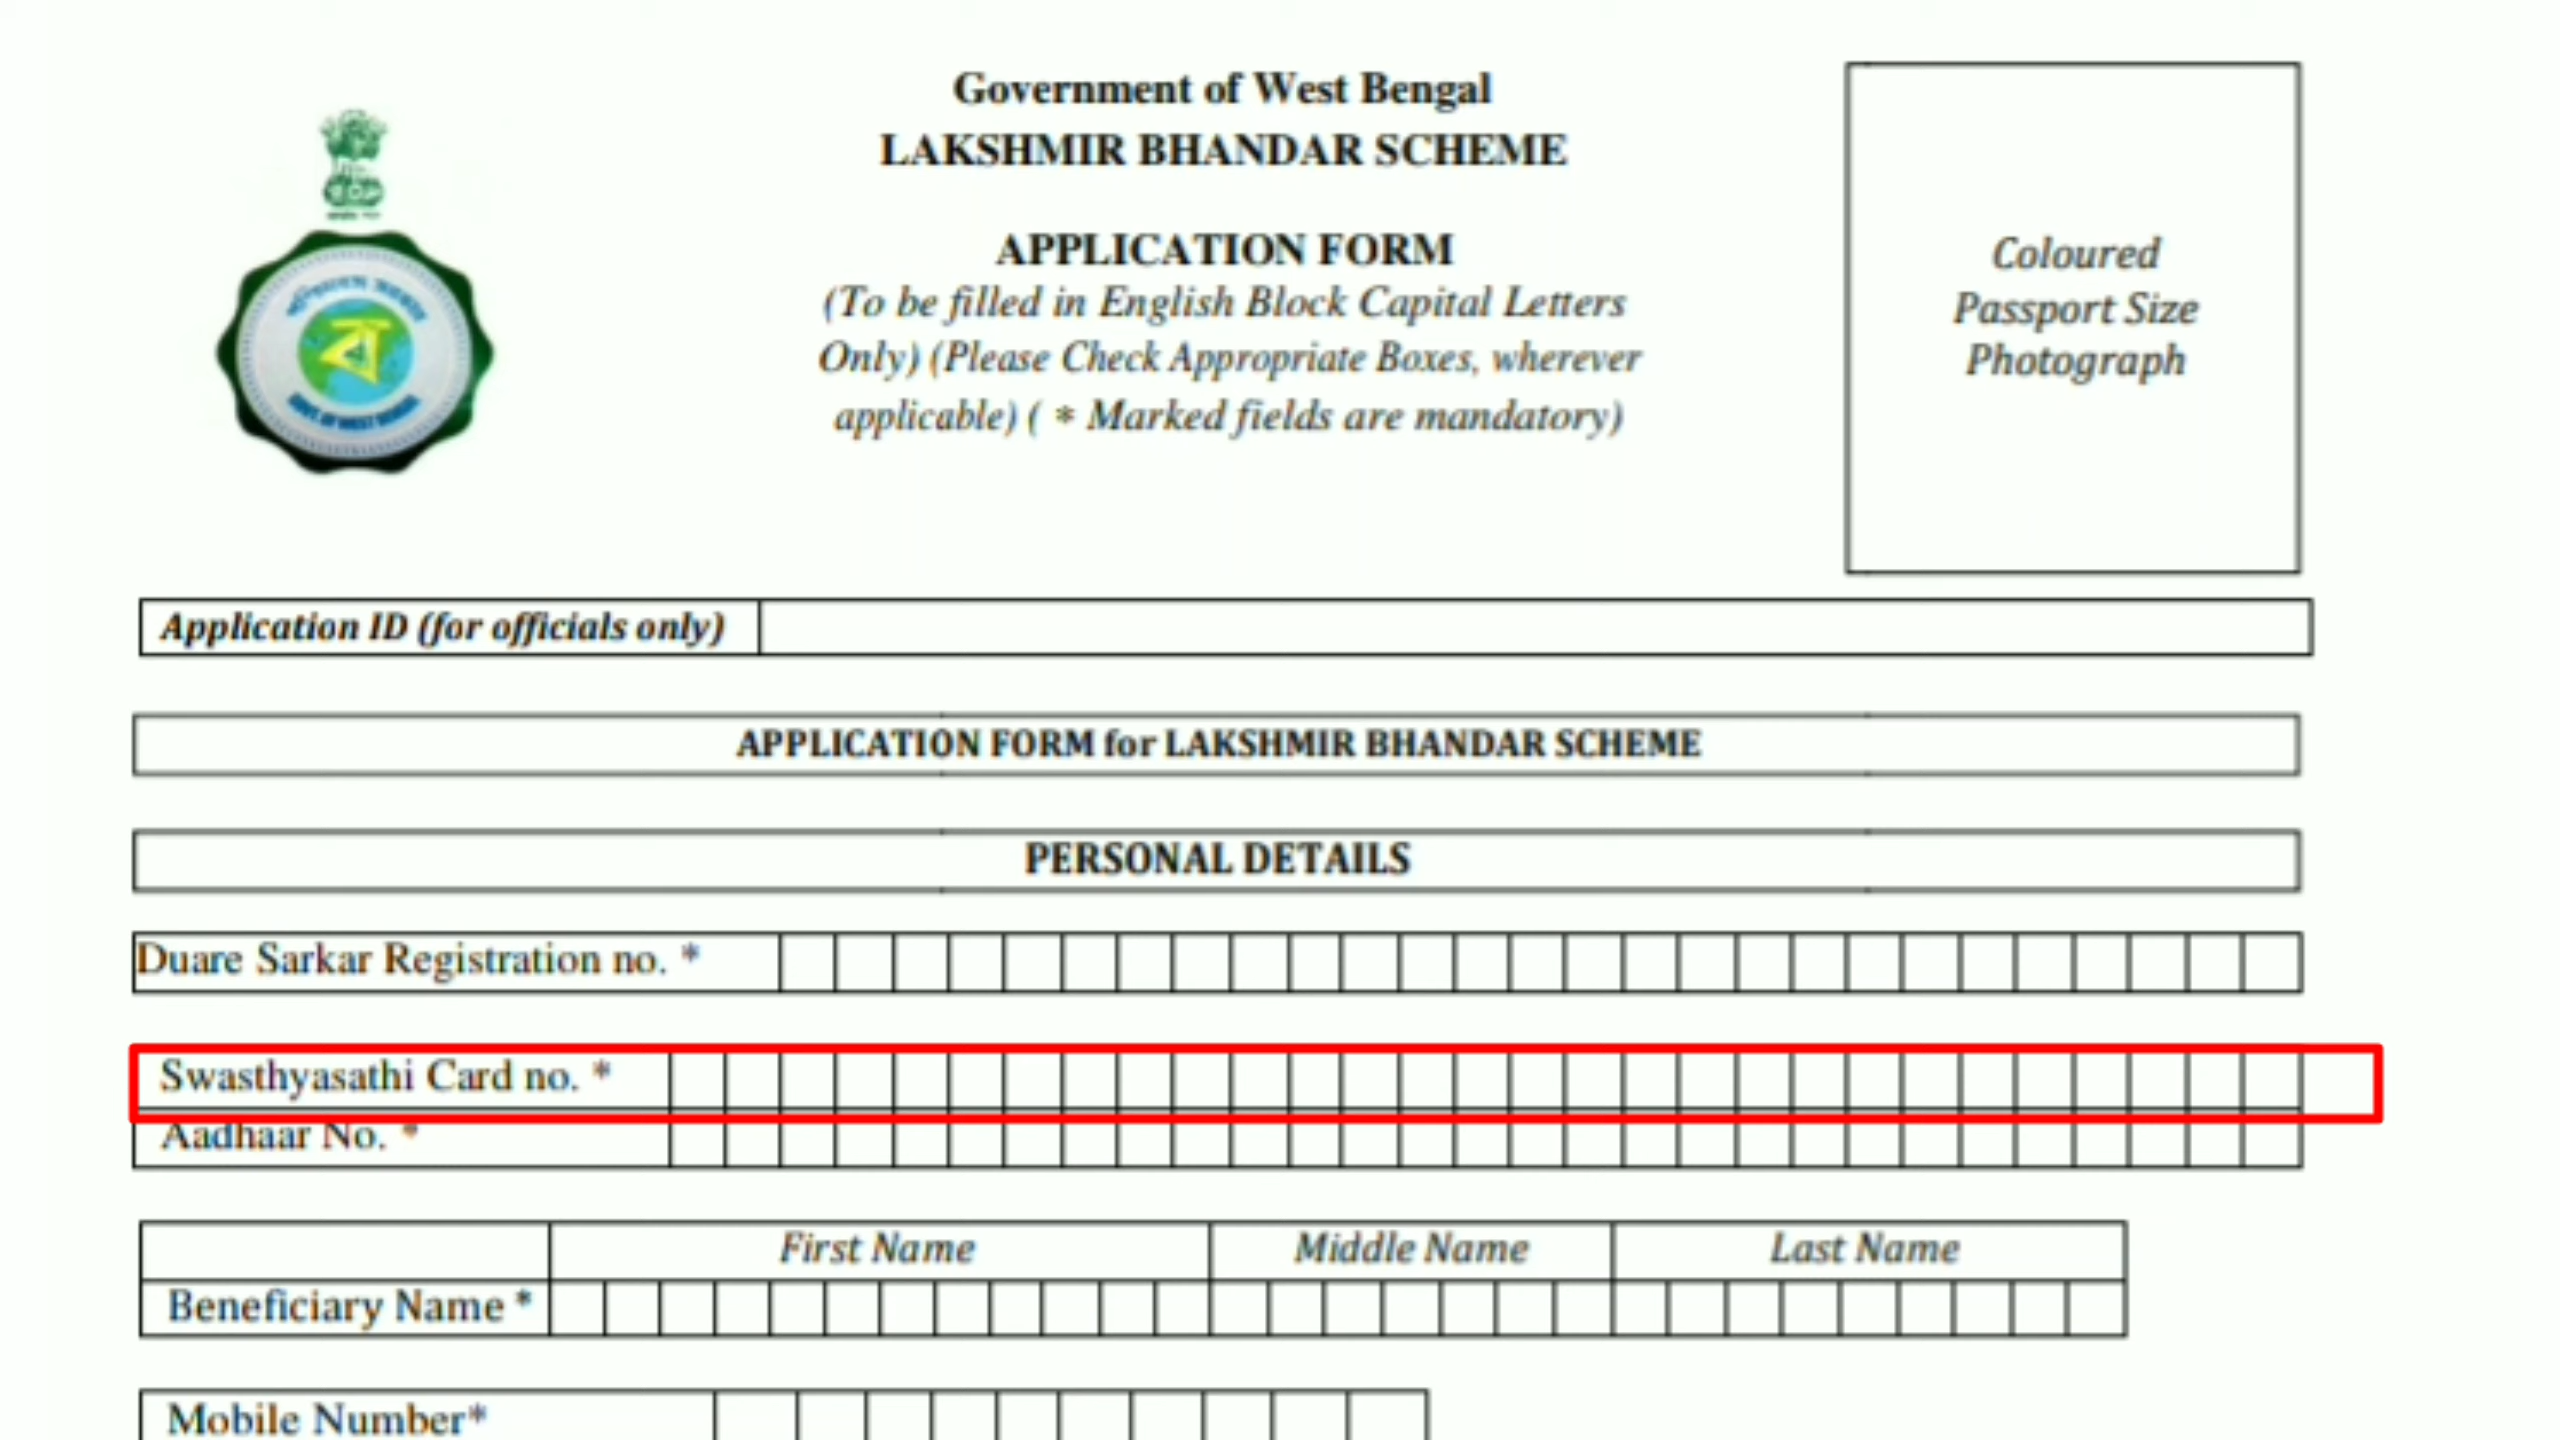 Government of West Bengal
LAKSHMIR BHANDAR SCHEME
APPLICATION FORM
(To be filled in English Block Capital Letters
Only) (Please Check Appropriate Boxes, wherever
applicable) ( * Marked fields are mandatory)
Coloured
Passport Size
Photograph
Application ID (for officials only)
APPLICATION FORM for LAKSHMIR BHANDAR SCHEME
PERSONAL DETAILS
Duare Sarkar Registration no. *
Swasthyasathi Card no. *
Aadhaar No. *
First Name Middle Name Last Name
Beneficiary Name *
Mobile Number*